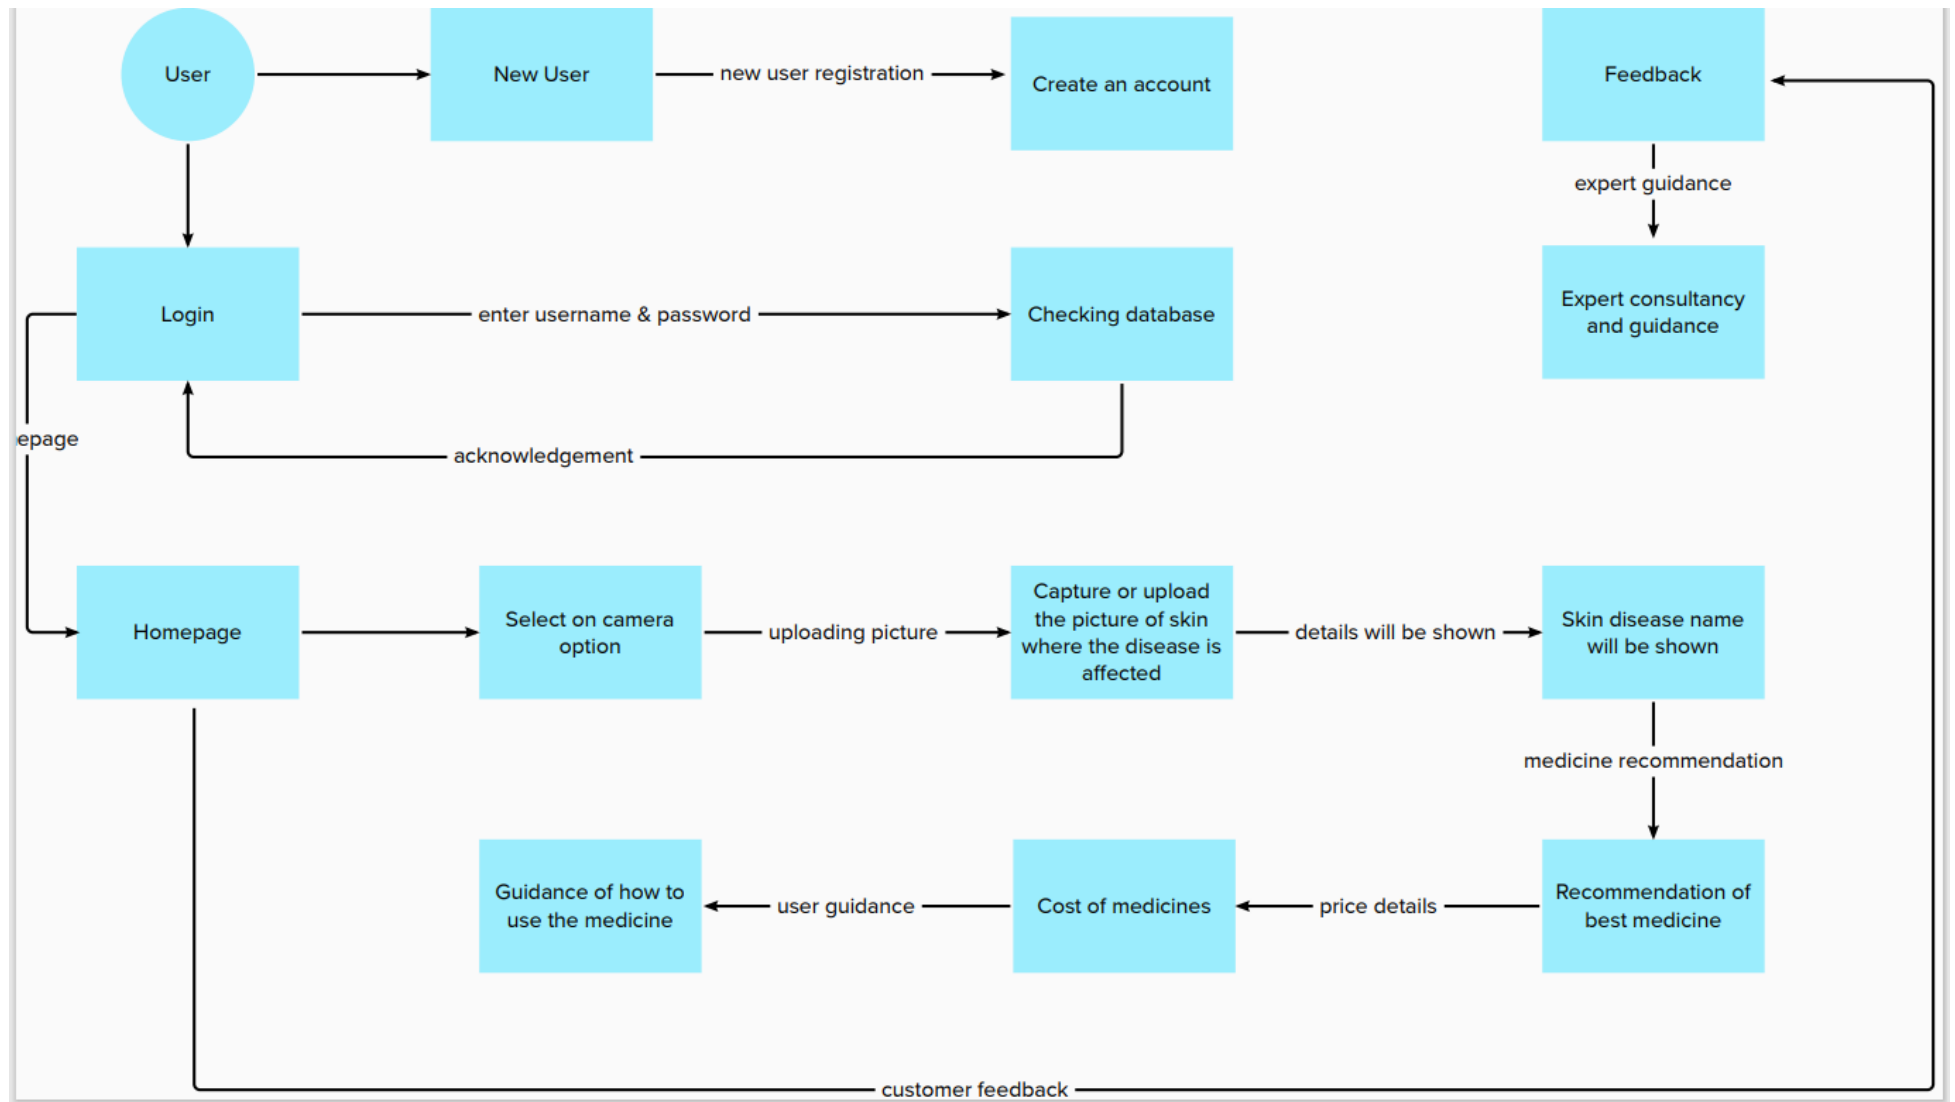 User
New User
new user registration
Create an account
Feedback
expert guidance
Expert consultancy
and guidance
Login
enter username & password
Checking database
epage
acknowledgement
Homepage
Select on camera
option
uploading picture
Capture or upload
the picture of skin
where the disease is
affected
details will be shown
Skin disease name
will be shown
medicine recommendation
Guidance of how to
use the medicine
user guidance
Cost of medicines
price details
Recommendation of
best medicine
customer feedback